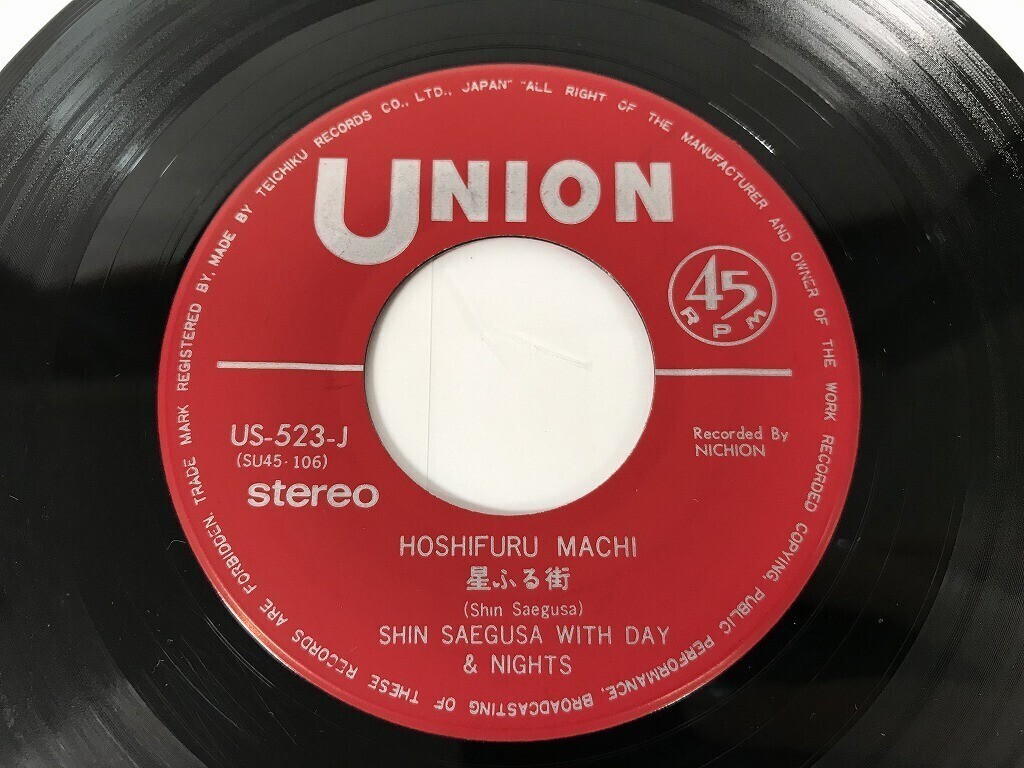 TRADE MARK REGISTERED BY, MADE BY TEICHIKU RECORDS CO., LTD., JAPAN" "ALL RIGHT OF THE MANUFACTURER AND OWNER OF THE WORK RECORDED COPYING, PUBLIC PERFORMANCE, BROADCASTING OF THESE RECORDS ARE FORBIDDEN.
UNION
45
RPM
US-523-J
(SU45-106)
stereo
Recorded By
NICHION
HOSHIFURU MACHI
星ふる街
(Shin Saegusa)
SHIN SAEGUSA WITH DAY
& NIGHTS